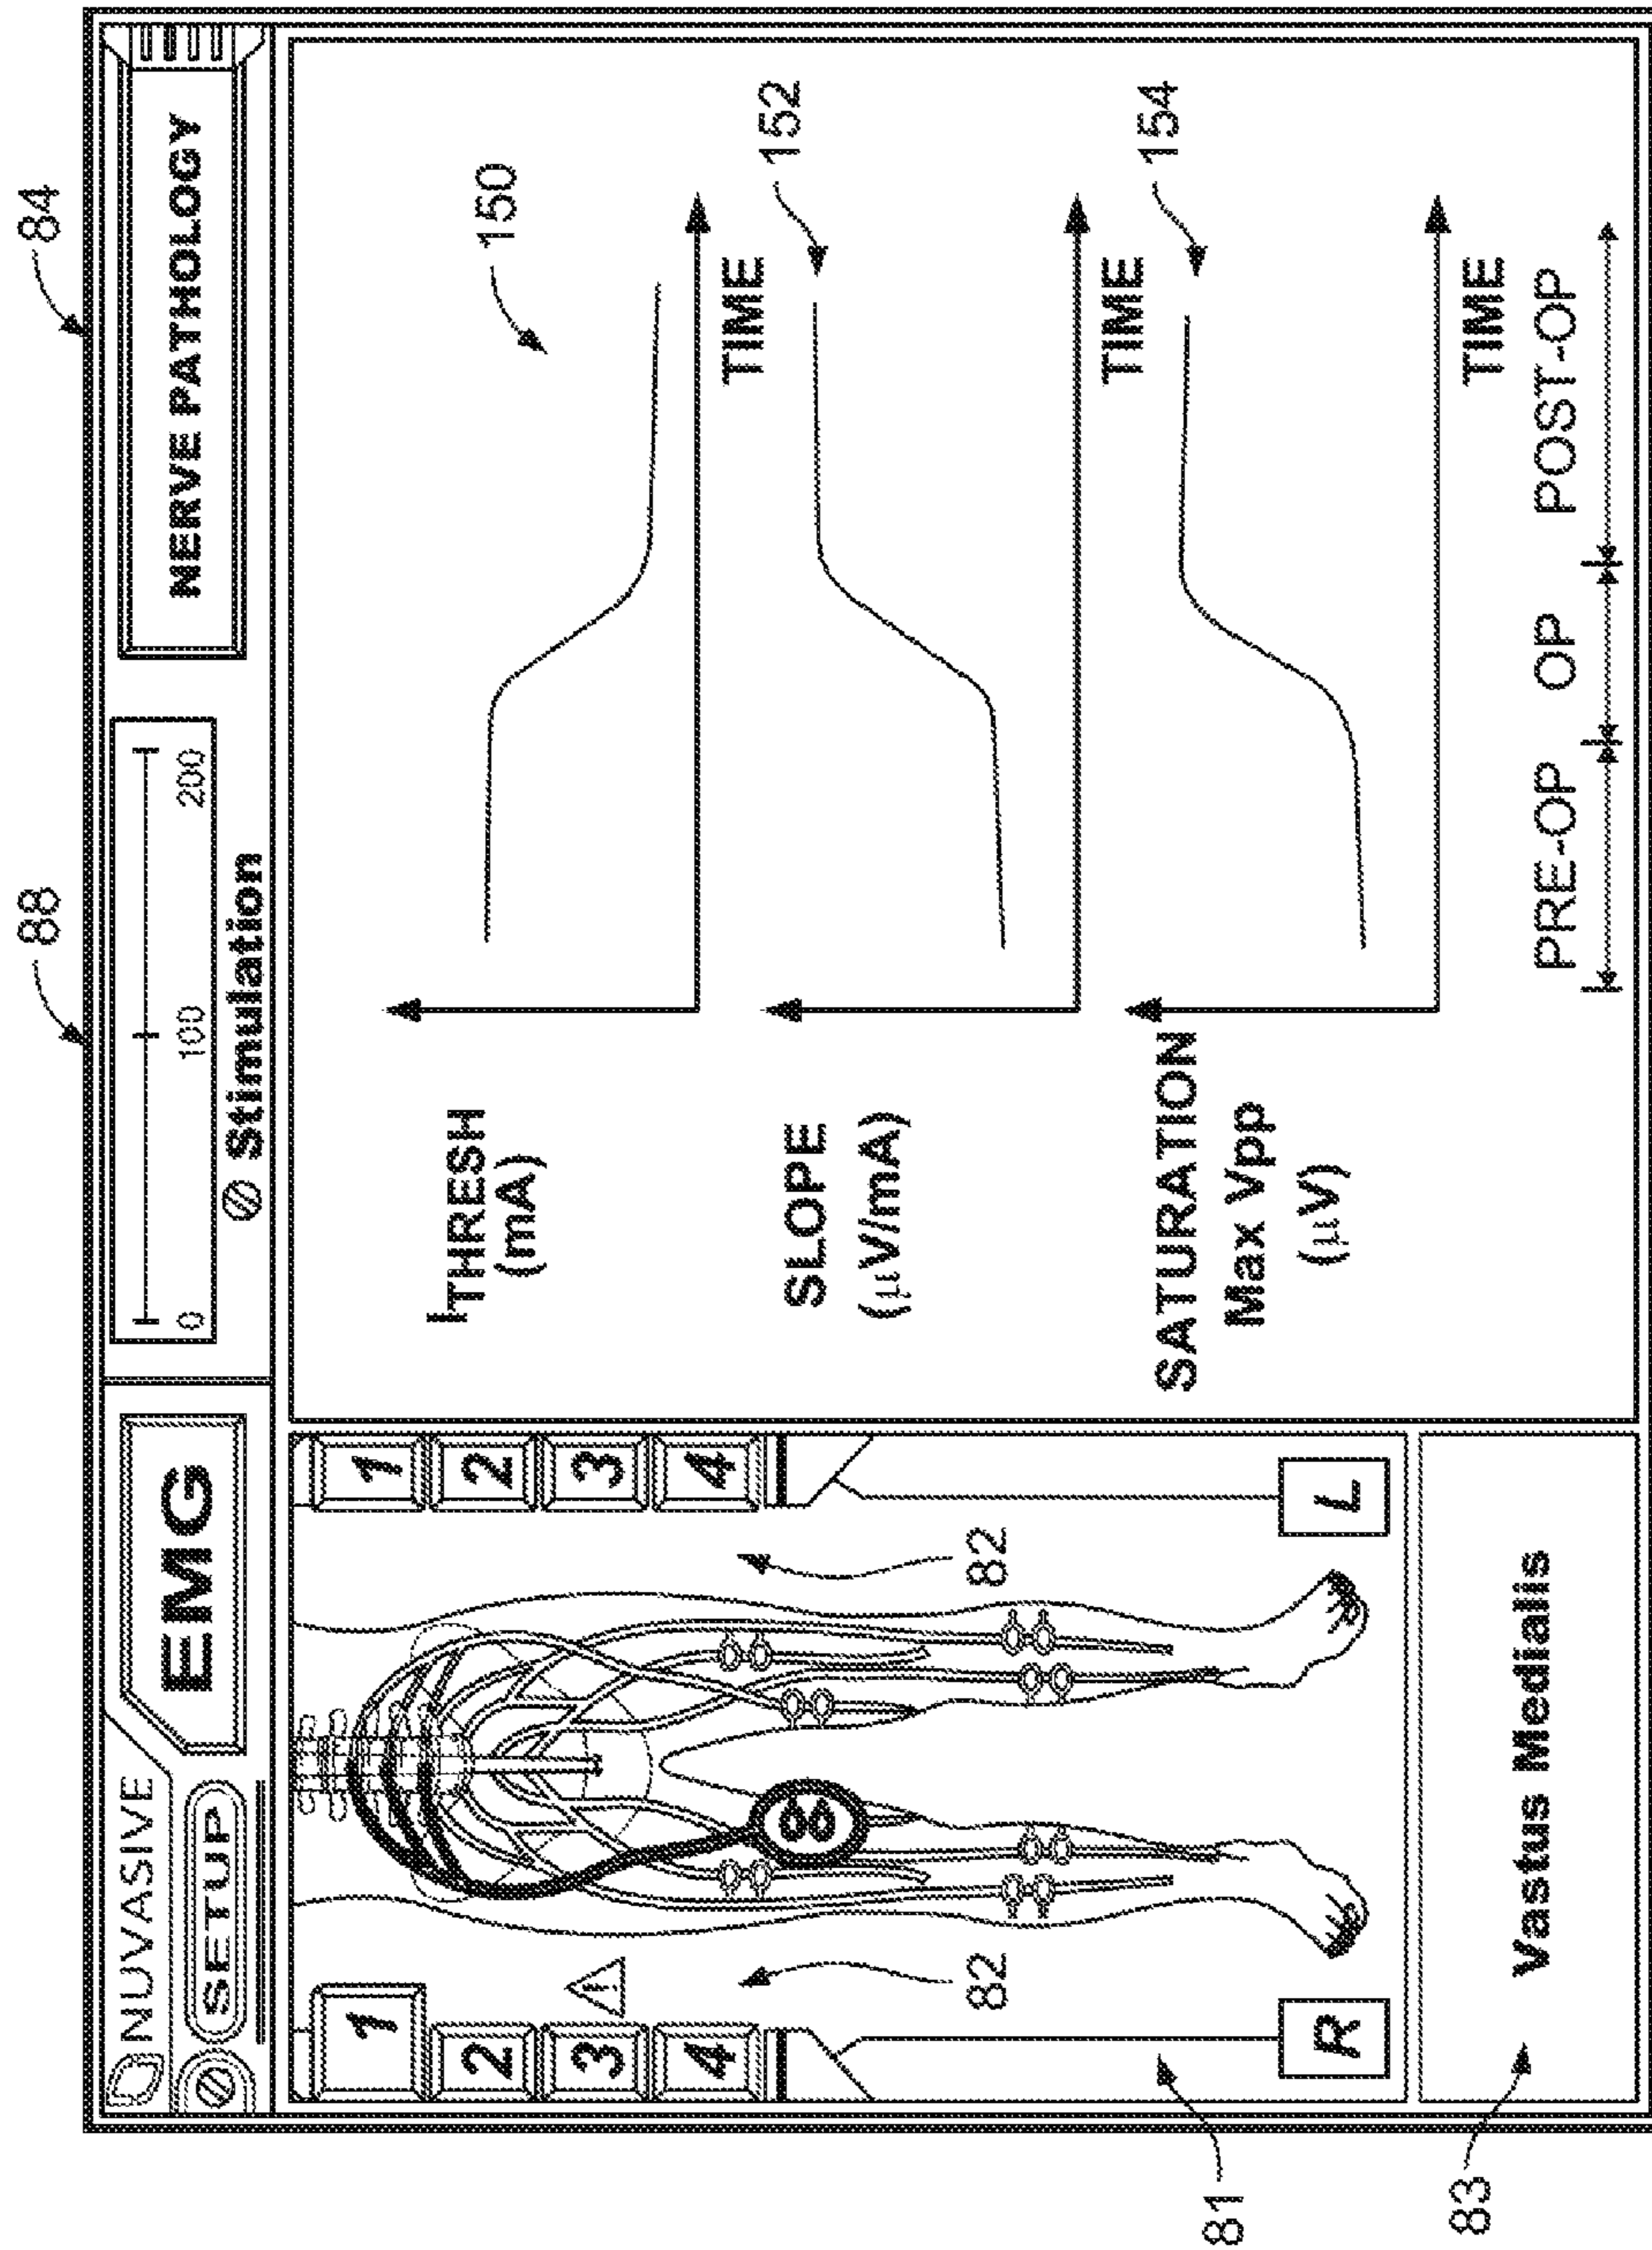 88
84
NUVASIVE
SETUP
EMG
0 100 200
Stimulation
NERVE PATHOLOGY
1
2
3
4
!
R
82
82
1
2
3
4
L
81
83
Vastus Medialis
ITHRESH
(mA)
150
TIME
SLOPE
(μV/mA)
152
TIME
SATURATION
Max Vpp
(μV)
154
TIME
PRE-OP OP POST-OP